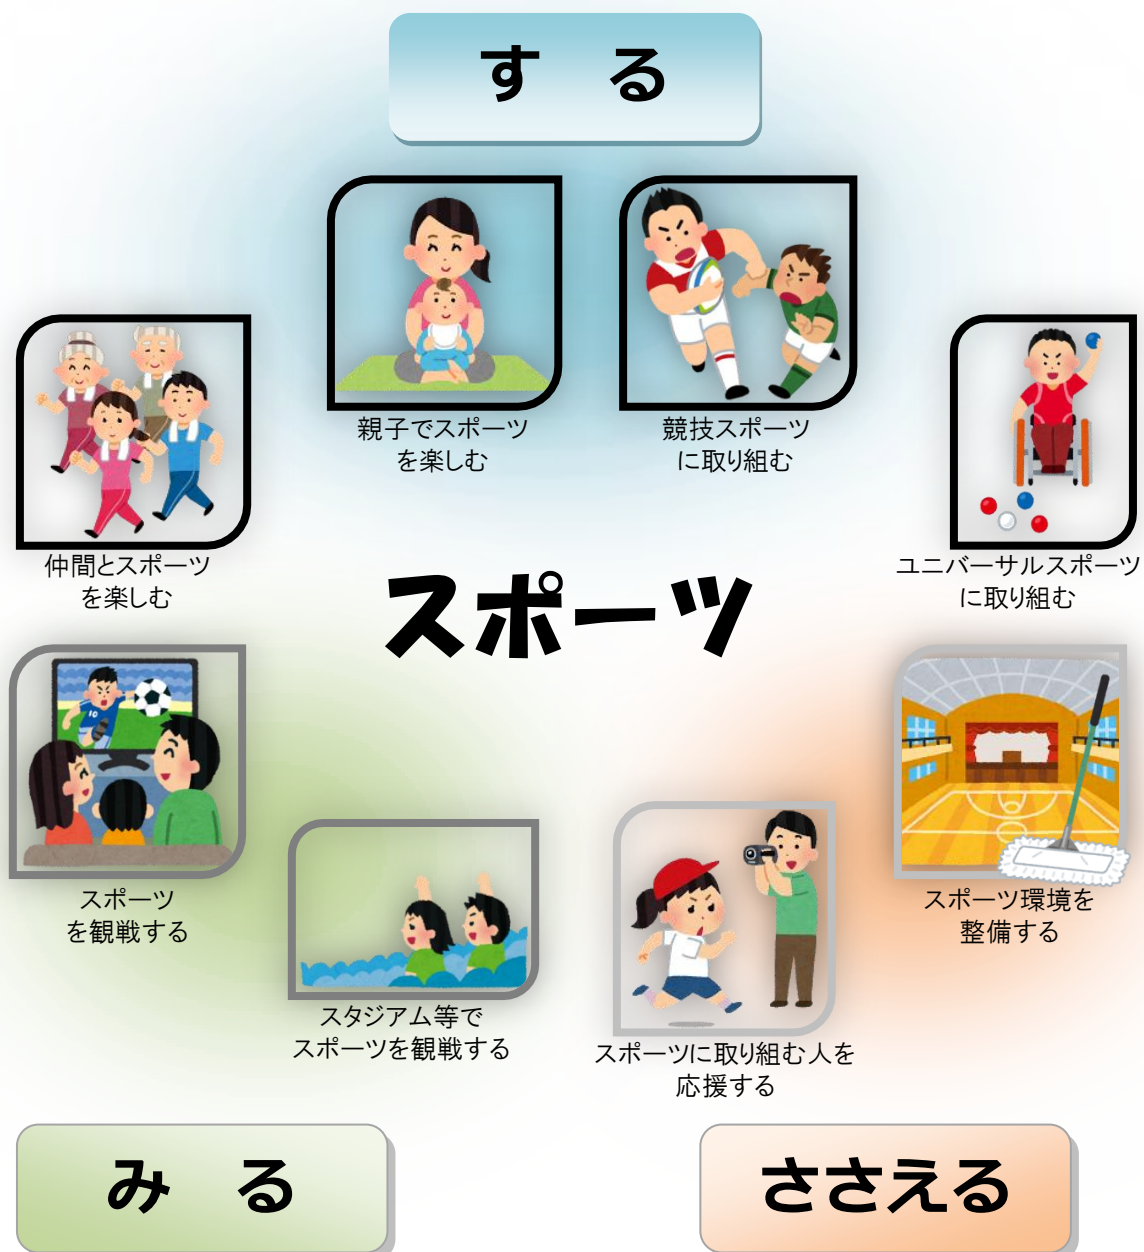 す る
親子でスポーツ
を楽しむ
競技スポーツ
に取り組む
仲間とスポーツ
を楽しむ
ユニバーサルスポーツ
に取り組む
スポーツ
10
スポーツ
を観戦する
スタジアム等で
スポーツを観戦する
スポーツに取り組む人を
応援する
スポーツ環境を
整備する
み る
ささえる